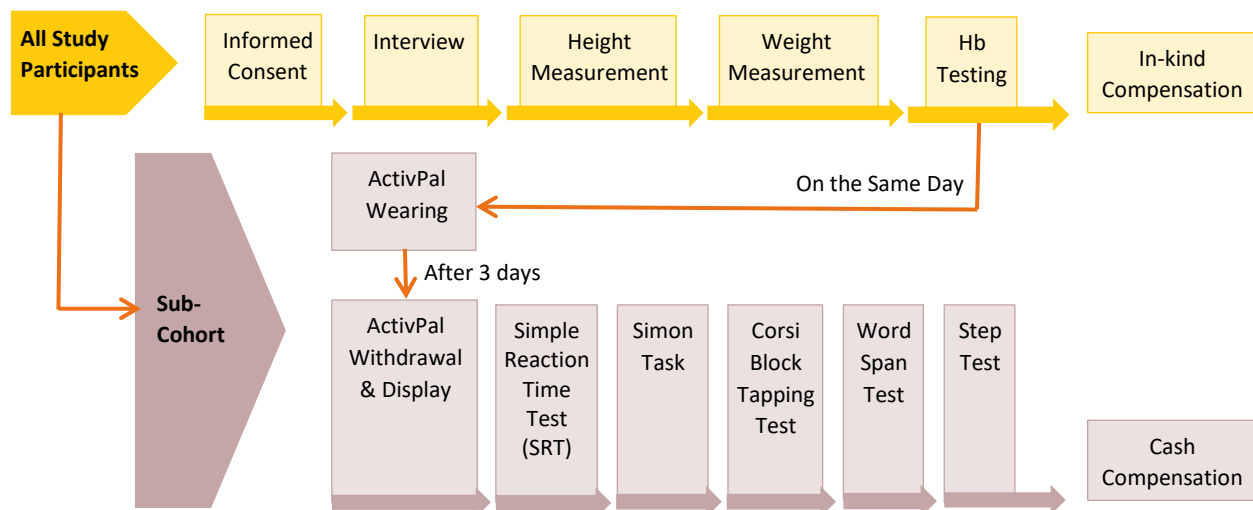 All Study
Participants
Informed
Consent
Interview
Height
Measurement
Weight
Measurement
Hb
Testing
In-kind
Compensation
ActivPal
Wearing
On the Same Day
After 3 days
Sub-
Cohort
ActivPal
Withdrawal
& Display
Simple
Reaction
Time
Test
(SRT)
Simon
Task
Corsi
Block
Tapping
Test
Word
Span
Test
Step
Test
Cash
Compensation